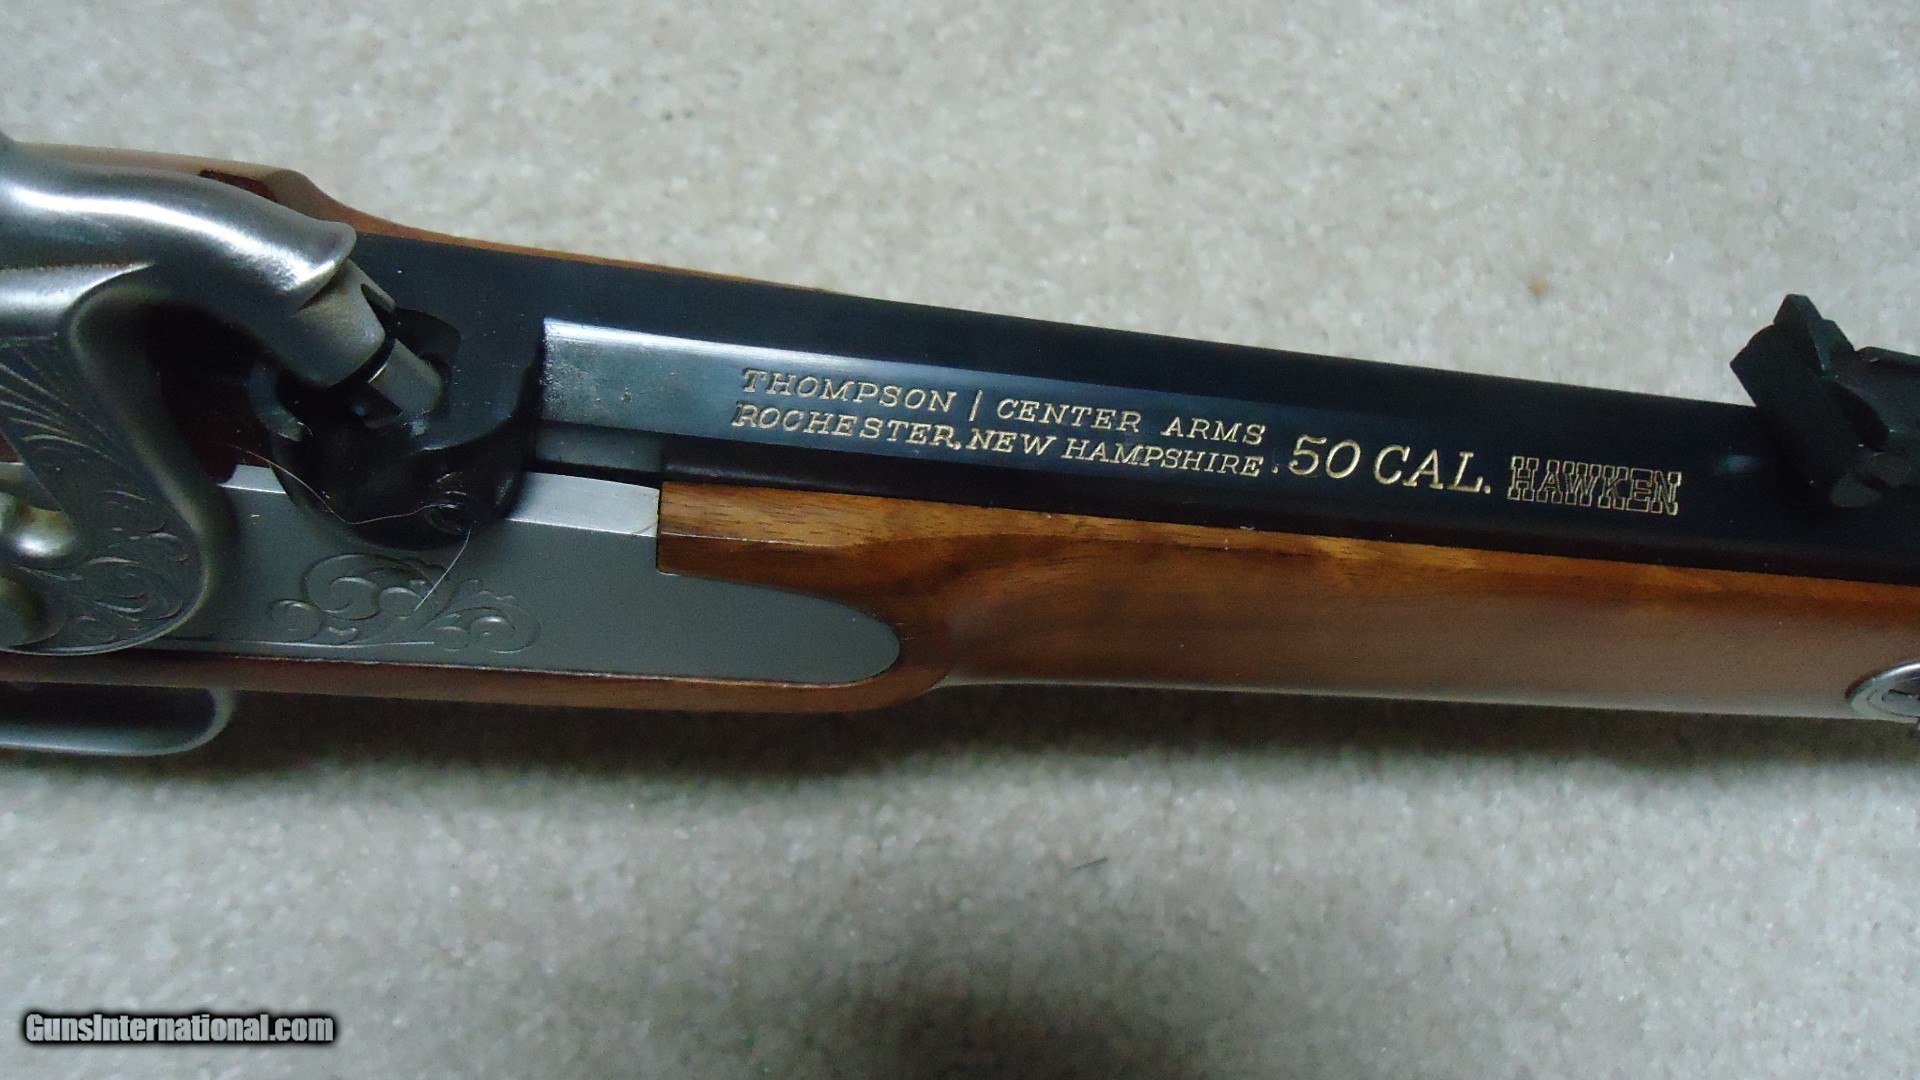 THOMPSON | CENTER ARMS
ROCHESTER, NEW HAMPSHIRE . 50 CAL. HAWKEN
GunsInternational.com